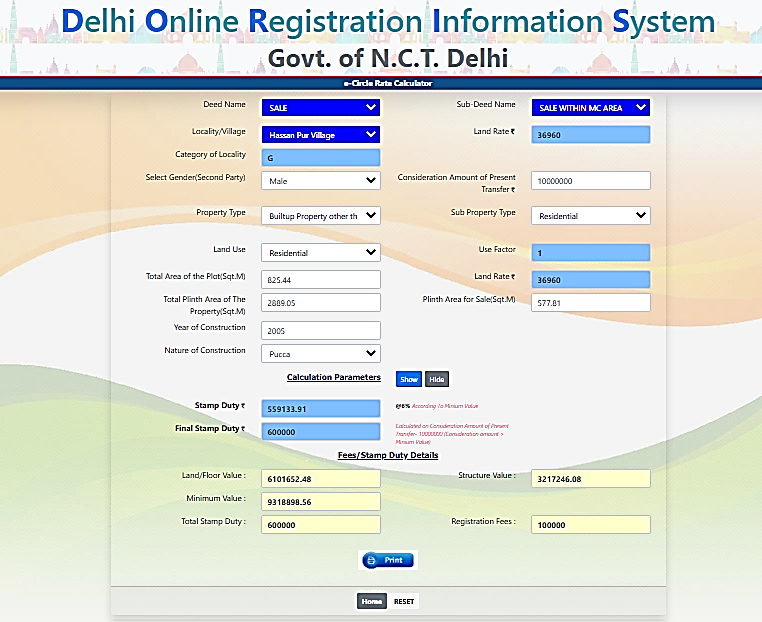 Delhi Online Registration Information System
Govt. of N.C.T. Delhi
e-Circle Rate Calculator
Deed Name SALE Sub-Deed Name SALE WITHIN MC AREA
Locality/Village Hassan Pur Village Land Rate ₹ 36960
Category of Locality G
Select Gender(Second Party) Male Consideration Amount of Present
Transfer ₹ 10000000
Property Type Builtup Property other th Sub Property Type Residential
Land Use Residential Use Factor 1
Total Area of the Plot(Sqt.M) 825.44 Land Rate ₹ 36960
Total Plinth Area of The
Property(Sqt.M) 2889.05 Plinth Area for Sale(Sqt.M) 577.81
Year of Construction 2005
Nature of Construction Pucca
Calculation Parameters Show Hide
Stamp Duty ₹ 559133.91 @6% According To Minium Value
Final Stamp Duty ₹ 600000 Calculated on Consideration Amount of Present
Transfer- 10000000 (Consideration amount >
Minium Value)
Fees/Stamp Duty Details
Land/Floor Value : 6101652.48 Structure Value : 3217246.08
Minimum Value : 9318898.56
Total Stamp Duty : 600000 Registration Fees : 100000
Print
Home RESET